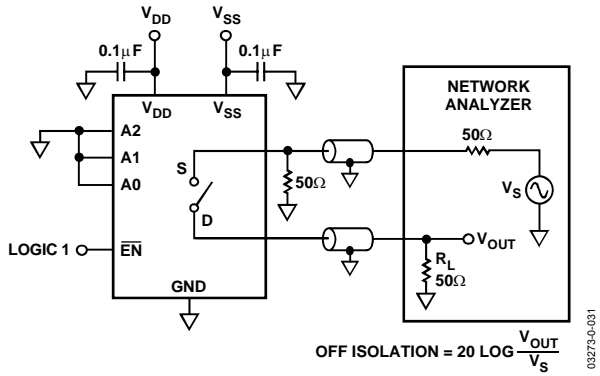 VDD
VSS
0.1µF
0.1µF
VDD
VSS
NETWORK
ANALYZER
A2
A1
A0
S
D
50Ω
50Ω
VS
LOGIC 1
EN
VOUT
RL
50Ω
GND
OFF ISOLATION = 20 LOG VOUT/VS
03273-0-031